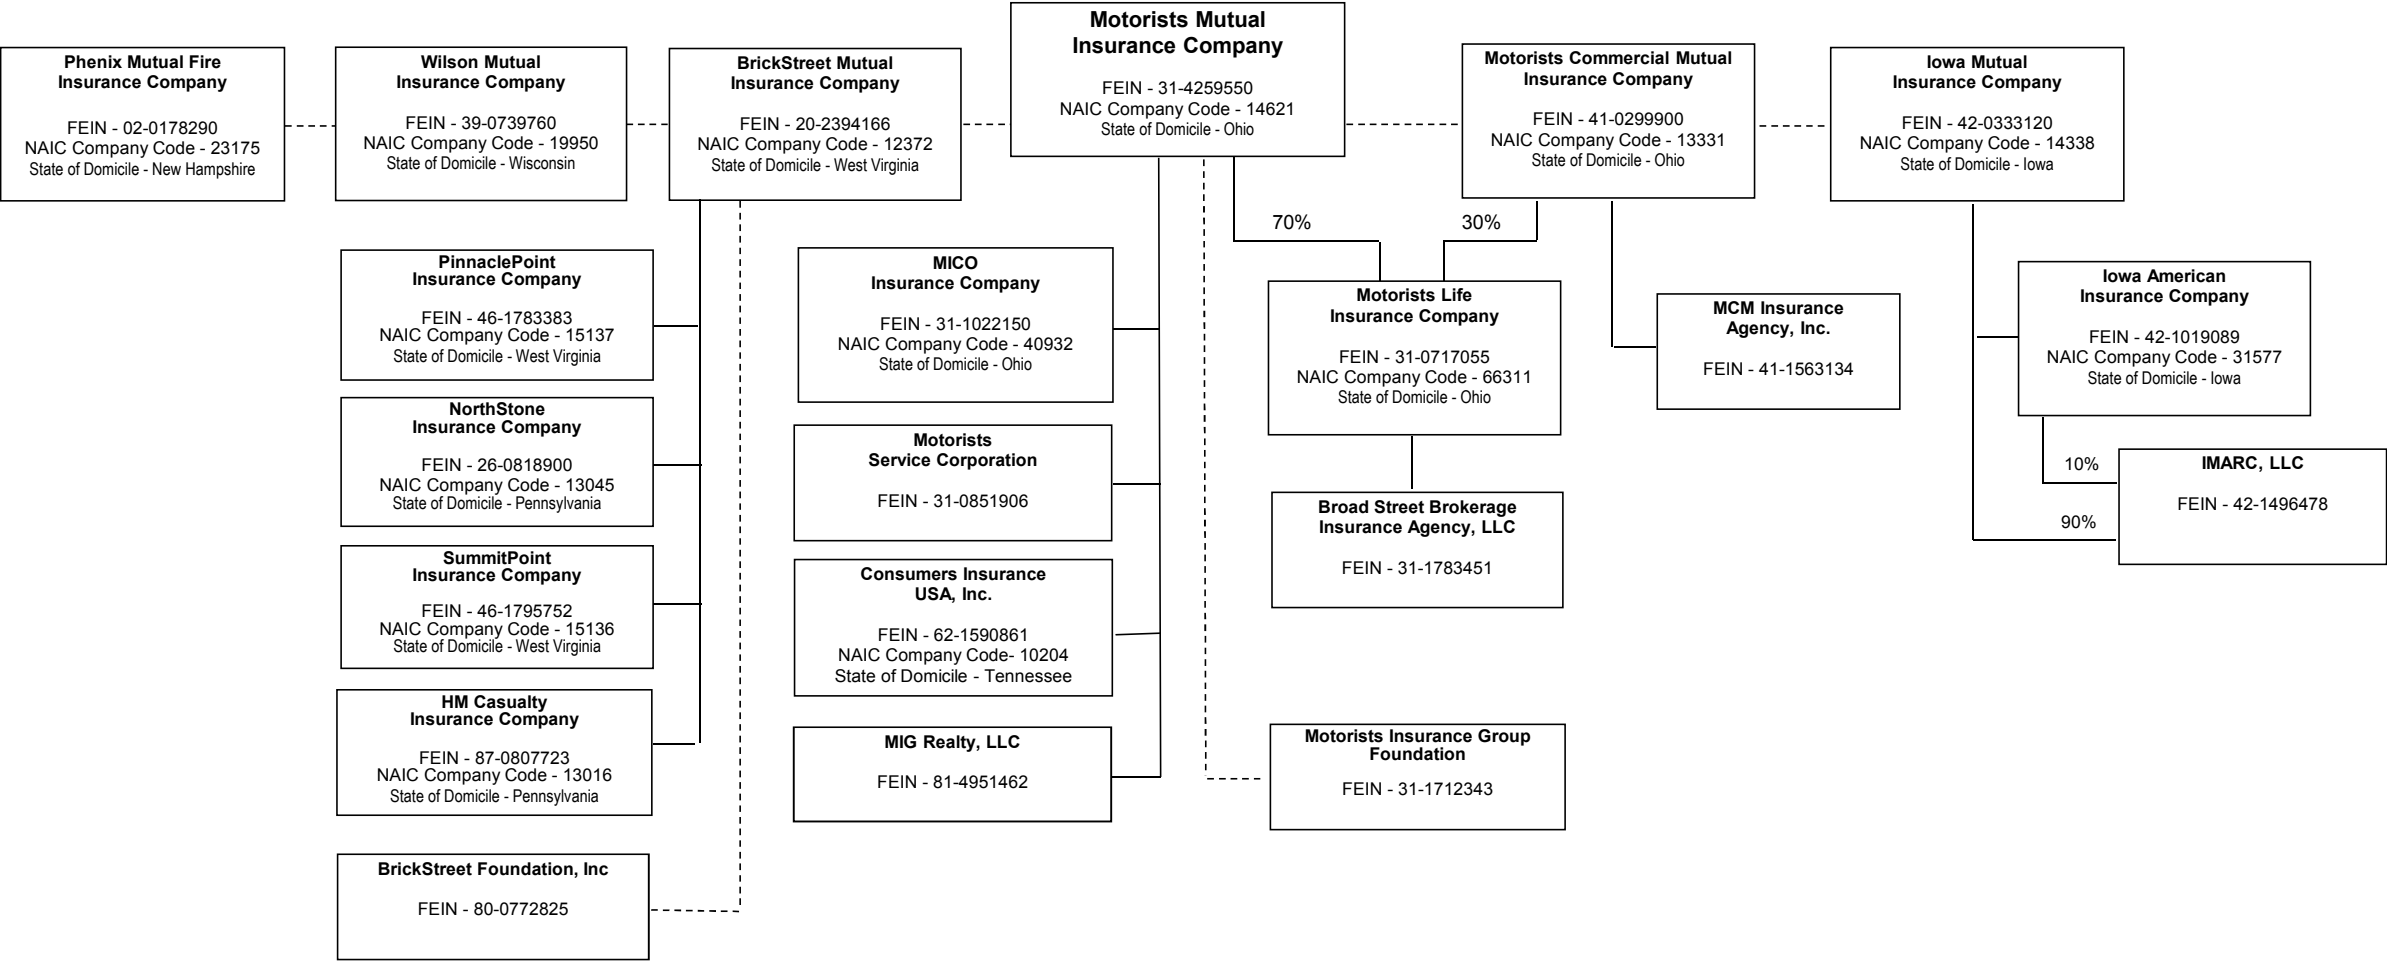 Motorists Mutual
Insurance Company
FEIN - 31-4259550
NAIC Company Code - 14621
State of Domicile - Ohio
Phenix Mutual Fire
Insurance Company
FEIN - 02-0178290
NAIC Company Code - 23175
State of Domicile - New Hampshire
Wilson Mutual
Insurance Company
FEIN - 39-0739760
NAIC Company Code - 19950
State of Domicile - Wisconsin
BrickStreet Mutual
Insurance Company
FEIN - 20-2394166
NAIC Company Code - 12372
State of Domicile - West Virginia
Motorists Commercial Mutual
Insurance Company
FEIN - 41-0299900
NAIC Company Code - 13331
State of Domicile - Ohio
Iowa Mutual
Insurance Company
FEIN - 42-0333120
NAIC Company Code - 14338
State of Domicile - Iowa
70%
30%
PinnaclePoint
Insurance Company
FEIN - 46-1783383
NAIC Company Code - 15137
State of Domicile - West Virginia
NorthStone
Insurance Company
FEIN - 26-0818900
NAIC Company Code - 13045
State of Domicile - Pennsylvania
SummitPoint
Insurance Company
FEIN - 46-1795752
NAIC Company Code - 15136
State of Domicile - West Virginia
HM Casualty
Insurance Company
FEIN - 87-0807723
NAIC Company Code - 13016
State of Domicile - Pennsylvania
BrickStreet Foundation, Inc
FEIN - 80-0772825
MICO
Insurance Company
FEIN - 31-1022150
NAIC Company Code - 40932
State of Domicile - Ohio
Motorists
Service Corporation
FEIN - 31-0851906
Consumers Insurance
USA, Inc.
FEIN - 62-1590861
NAIC Company Code- 10204
State of Domicile - Tennessee
MIG Realty, LLC
FEIN - 81-4951462
Motorists Life
Insurance Company
FEIN - 31-0717055
NAIC Company Code - 66311
State of Domicile - Ohio
Broad Street Brokerage
Insurance Agency, LLC
FEIN - 31-1783451
Motorists Insurance Group
Foundation
FEIN - 31-1712343
MCM Insurance
Agency, Inc.
FEIN - 41-1563134
Iowa American
Insurance Company
FEIN - 42-1019089
NAIC Company Code - 31577
State of Domicile - Iowa
10%
90%
IMARC, LLC
FEIN - 42-1496478